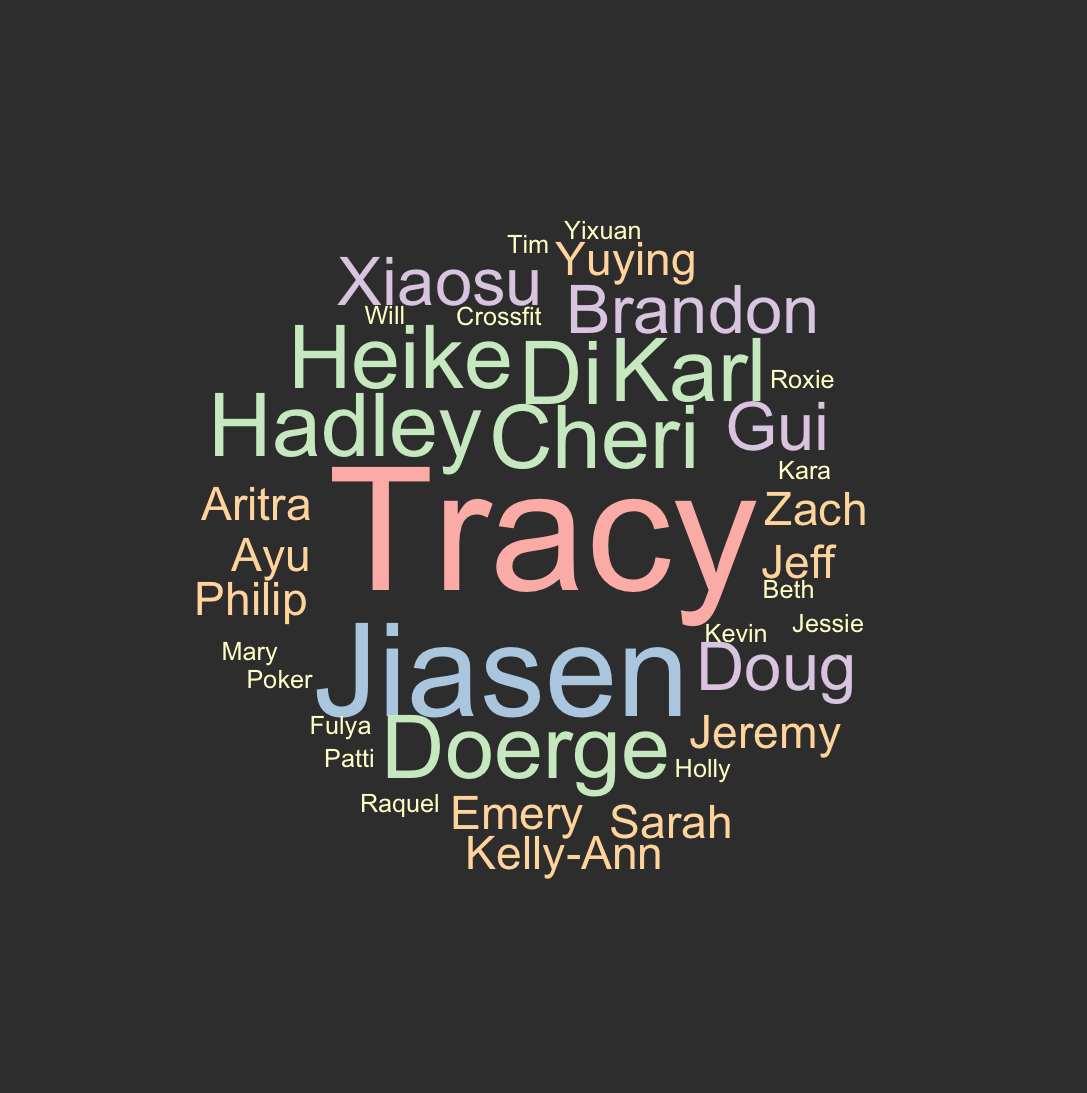 Yixuan
Tim
Yuying
Xiaosu
Brandon
Will
Crossfit
Heike
Di
Karl
Roxie
Hadley
Cheri
Gui
Kara
Aritra
Tracy
Zach
Ayu
Jeff
Beth
Philip
Jessie
Kevin
Mary
Poker
Jiasen
Doug
Fulya
Patti
Doerge
Jeremy
Holly
Raquel
Emery
Sarah
Kelly-Ann